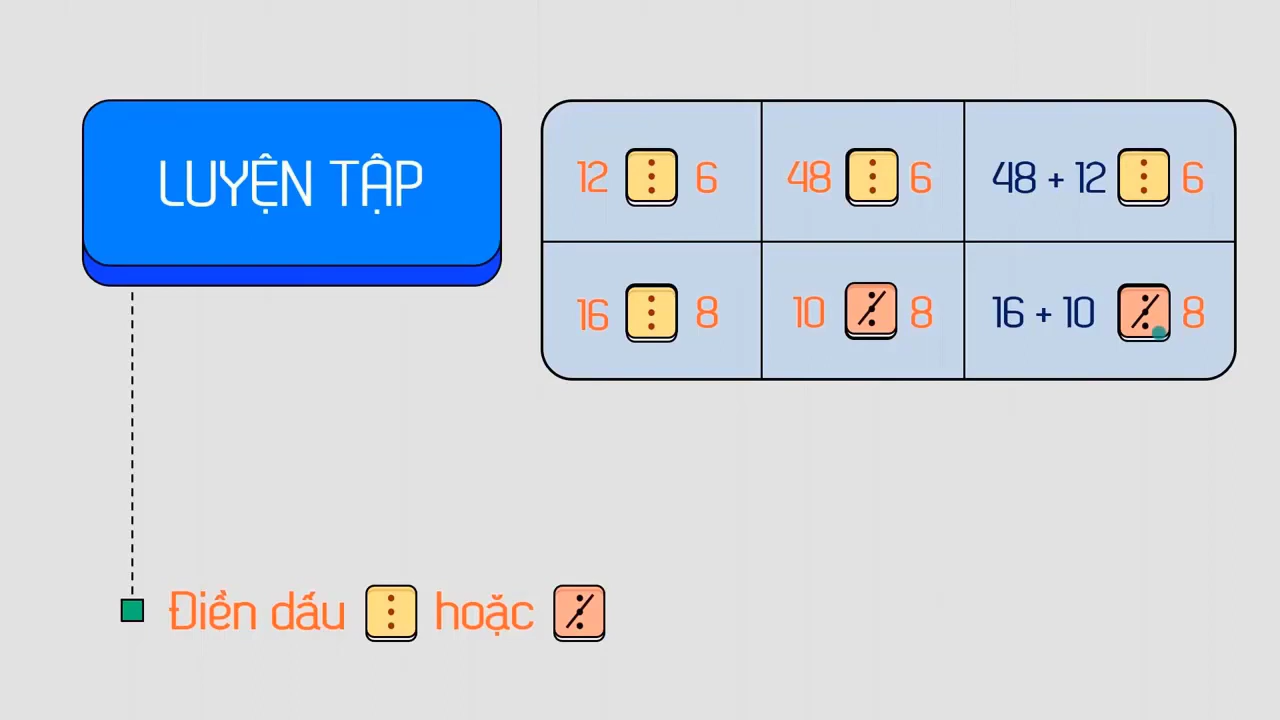 LUYỆN TẬP
12 ⋮ 6
48 ⋮ 6
48 + 12 ⋮ 6
16 ⋮ 8
10 ⋮̸ 8
16 + 10 ⋮̸ 8
Điền dấu ⋮ hoặc ⋮̸